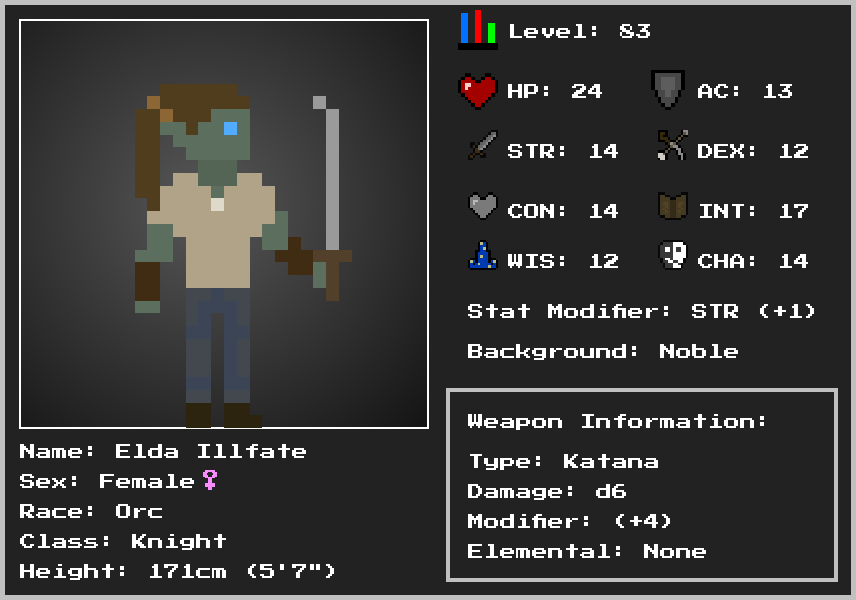 Level: 83
HP: 24 AC: 13
STR: 14 DEX: 12
CON: 14 INT: 17
WIS: 12 CHA: 14
Stat Modifier: STR (+1)
Background: Noble
Name: Elda Illfate
Sex: Female♀
Race: Orc
Class: Knight
Height: 171cm (5'7")
Weapon Information:
Type: Katana
Damage: d6
Modifier: (+4)
Elemental: None